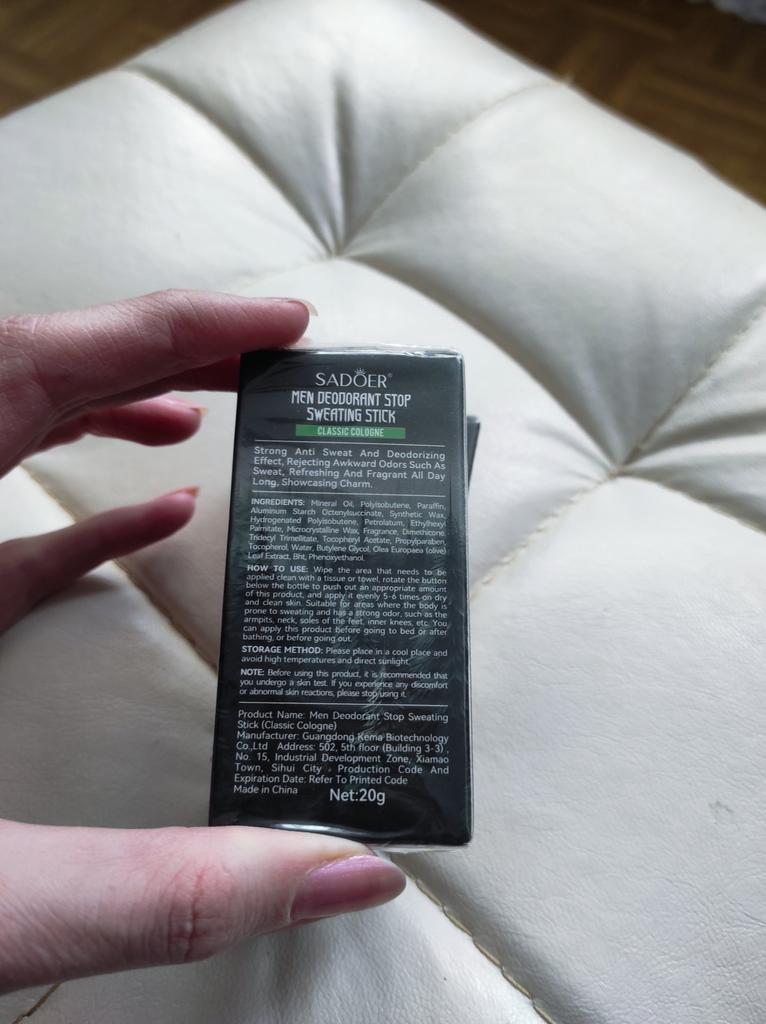 SADOER®
MEN DEODORANT STOP
SWEATING STICK
CLASSIC COLOGNE
Strong Anti Sweat And Deodorizing
Effect, Rejecting Awkward Odors Such As
Sweat, Refreshing And Fragrant All Day
Long, Showcasing Charm.
INGREDIENTS: Mineral Oil, Polyisobutene, Paraffin,
Aluminum Starch Octenylsuccinate, Synthetic Wax,
Hydrogenated Polyisobutene, Petrolatum, Ethylhexyl
Palmitate, Microcrystalline Wax, Fragrance, Dimethicone,
Tridecyl Trimellitate, Tocopheryl Acetate, Propylparaben,
Tocopherol, Water, Butylene Glycol, Olea Europaea (olive)
Leaf Extract, Bht, Phenoxyethanol.
HOW TO USE: Wipe the area that needs to be
applied clean with a tissue or towel, rotate the button
below the bottle to push out an appropriate amount
of this product, and apply it evenly 5-6 times on dry
and clean skin. Suitable for areas where the body is
prone to sweating and has a strong odor, such as the
armpits, neck, soles of the feet, inner knees, etc. You
can apply this product before going to bed or after
bathing, or before going out.
STORAGE METHOD: Please place in a cool place and
avoid high temperatures and direct sunlight.
NOTE: Before using this product, it is recommended that
you undergo a skin test. If you experience any discomfort
or abnormal skin reactions, please stop using it.
Product Name: Men Deodorant Stop Sweating
Stick (Classic Cologne)
Manufacturer: Guangdong Kema Biotechnology
Co.,Ltd Address: 502, 5th floor (Building 3-3) ,
No. 15, Industrial Development Zone, Xiamao
Town, Sihui City . Production Code And
Expiration Date: Refer To Printed Code
Made in China Net:20g